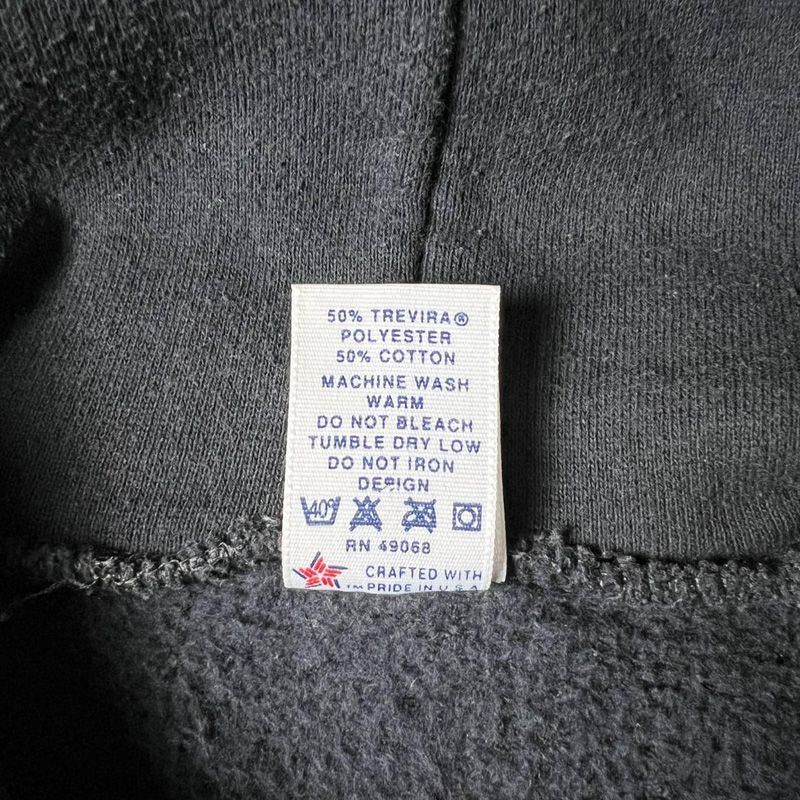 50% TREVIRA®
POLYESTER
50% COTTON
MACHINE WASH
WARM
DO NOT BLEACH
TUMBLE DRY LOW
DO NOT IRON
DESIGN
40°
RN 49068
CRAFTED WITH
™ PRIDE IN U.S.A